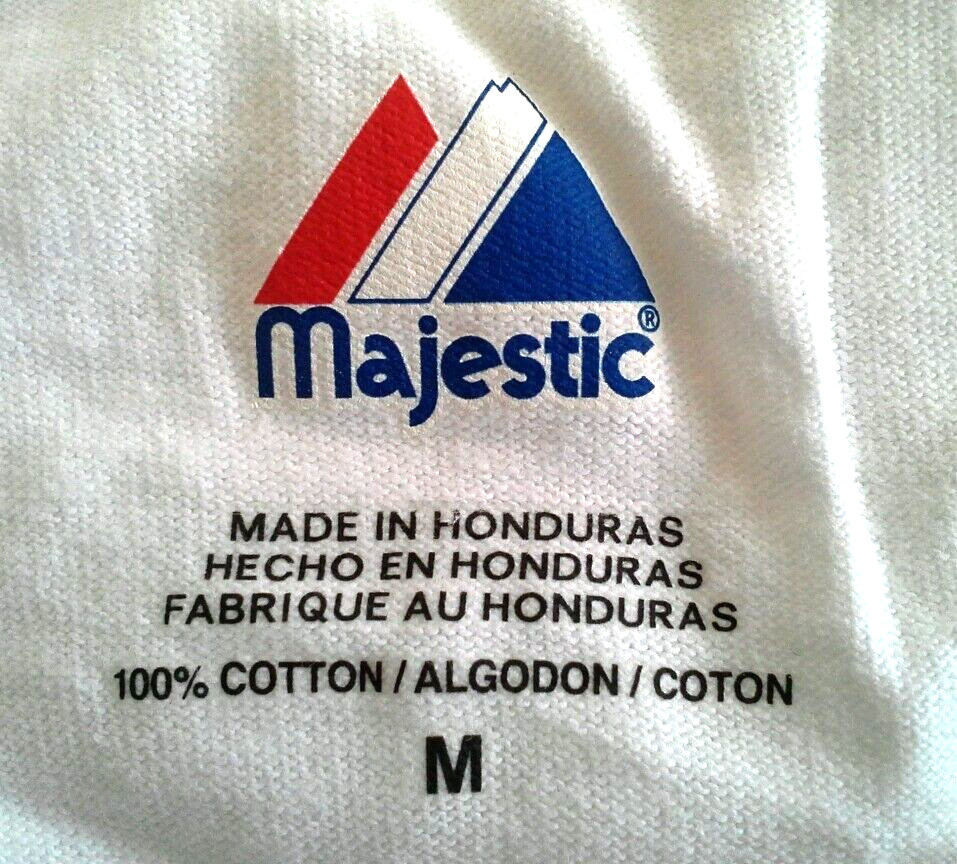 Majestic®
MADE IN HONDURAS
HECHO EN HONDURAS
FABRIQUE AU HONDURAS
100% COTTON / ALGODON / COTON
M